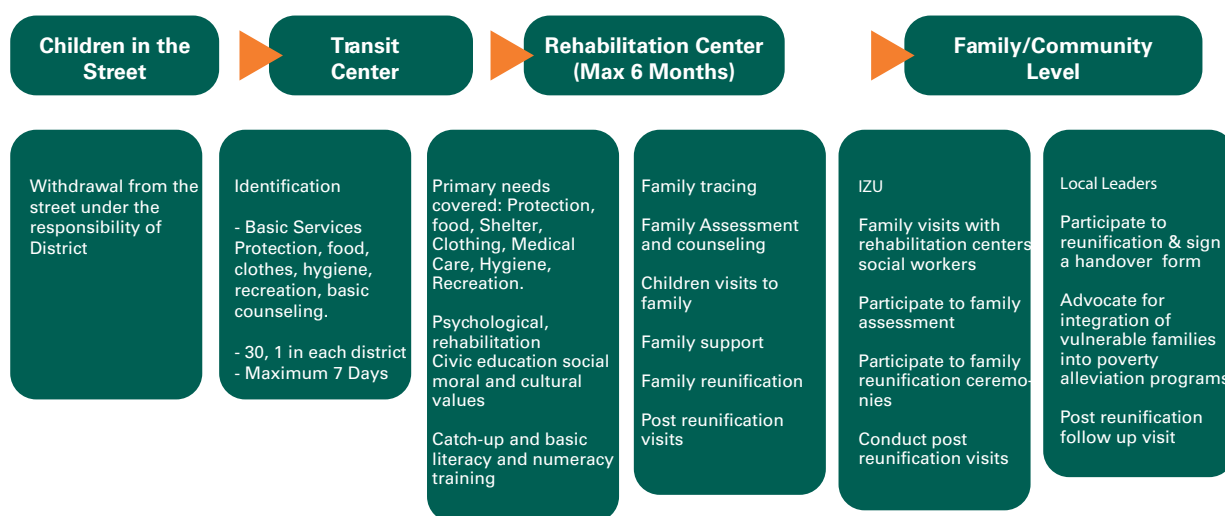 Children in the
Street
Transit
Center
Rehabilitation Center
(Max 6 Months)
Family/Community
Level
Withdrawal from the
street under the
responsibility of
District
Identification
- Basic Services
Protection, food,
clothes, hygiene,
recreation, basic
counseling.
- 30, 1 in each district
- Maximum 7 Days
Primary needs
covered: Protection,
food, Shelter,
Clothing, Medical
Care, Hygiene,
Recreation.
Psychological,
rehabilitation
Civic education social
moral and cultural
values
Catch-up and basic
literacy and numeracy
training
Family tracing
Family Assessment
and counseling
Children visits to
family
Family support
Family reunification
Post reunification
visits
IZU
Family visits with
rehabilitation centers
social workers
Participate to family
assessment
Participate to family
reunification ceremo-
nies
Conduct post
reunification visits
Local Leaders
Participate to
reunification & sign
a handover form
Advocate for
integration of
vulnerable families
into poverty
alleviation programs
Post reunification
follow up visit